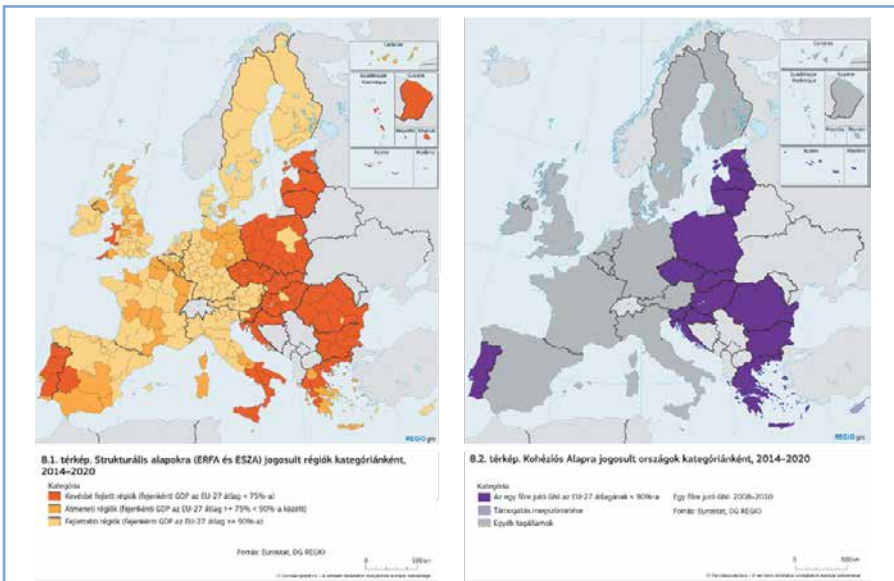 Canarias
Guadeloupe
Martinique
Guyane
Mayotte
Réunion
Açores
Madeira
REGIOgis
8.1. térkép. Strukturális alapokra (ERFA és ESZA) jogosult régiók kategóriánként,
2014–2020
Kategória
Kevésbé fejlett régiók (fejenkénti GDP az EU-27 átlag < 75%-a)
Átmeneti régiók (fejenkénti GDP az EU-27 átlag >= 75% < 90%-a között)
Fejlettebb régiók (fejenkénti GDP az EU-27 átlag >= 90%-a)
Forrás: Eurostat, DG REGIO
0 500 km
Canarias
Guadeloupe
Martinique
Guyane
Mayotte
Réunion
Açores
Madeira
REGIOgis
8.2. térkép. Kohéziós Alapra jogosult országok kategóriánként, 2014–2020
Kategória
Az egy főre jutó GNI az EU-27 átlagának < 90%-a
Támogatás megszüntetése
Egyéb tagállamok
Egy főre jutó GNI: 2008–2010
Forrás: Eurostat, DG REGIO
0 500 km